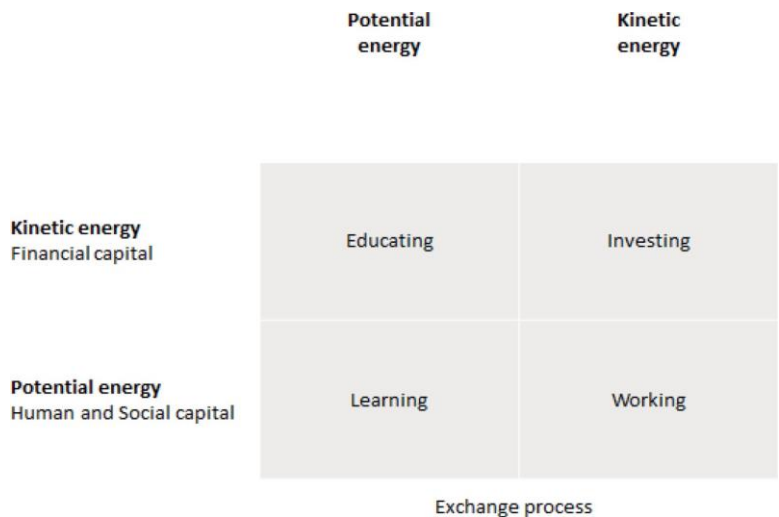 Potential energy
Kinetic energy
Kinetic energy
Financial capital
Educating
Investing
Potential energy
Human and Social capital
Learning
Working
Exchange process